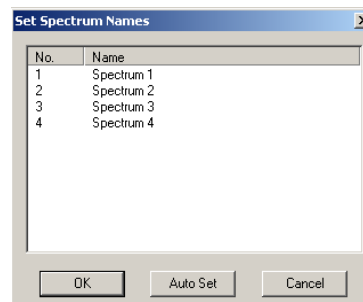 Set Spectrum Names
No. Name
1 Spectrum 1
2 Spectrum 2
3 Spectrum 3
4 Spectrum 4
OK Auto Set Cancel